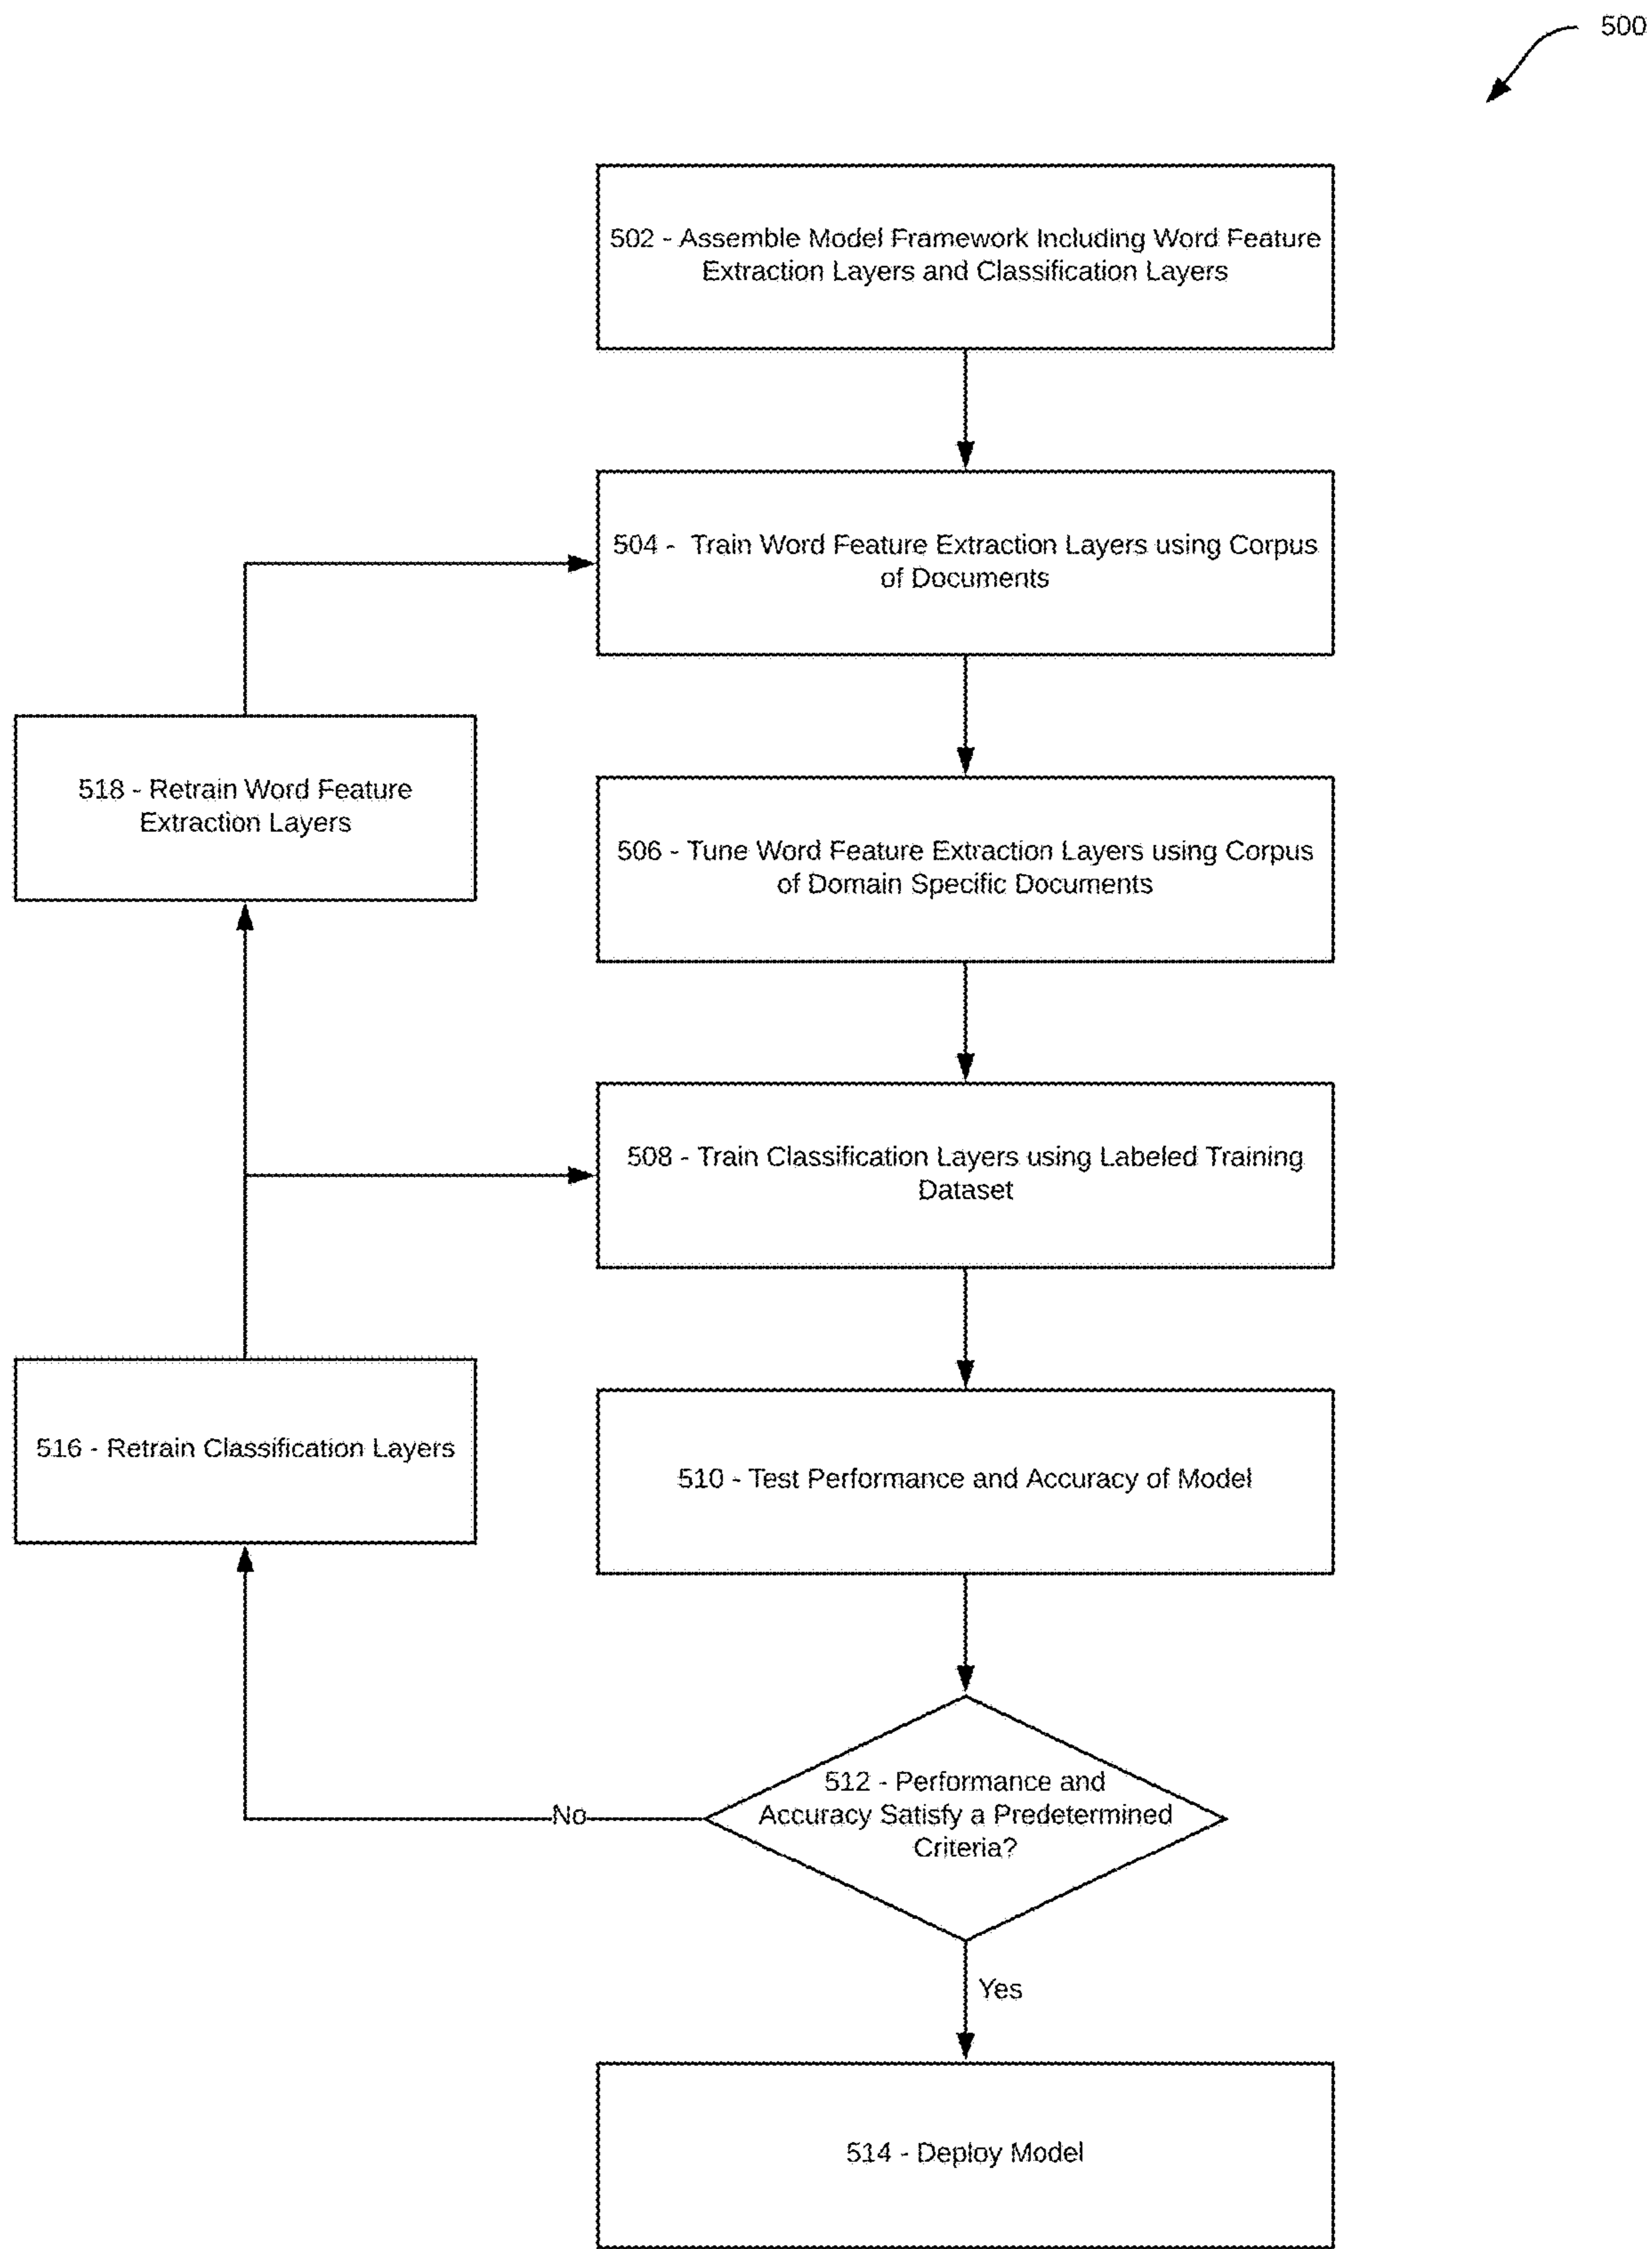 500
502 - Assemble Model Framework Including Word Feature
Extraction Layers and Classification Layers
504 -  Train Word Feature Extraction Layers using Corpus
of Documents
518 - Retrain Word Feature
Extraction Layers
506 - Tune Word Feature Extraction Layers using Corpus
of Domain Specific Documents
508 - Train Classification Layers using Labeled Training
Dataset
516 - Retrain Classification Layers
510 - Test Performance and Accuracy of Model
512 - Performance and
Accuracy Satisfy a Predetermined
Criteria?
No
Yes
514 - Deploy Model